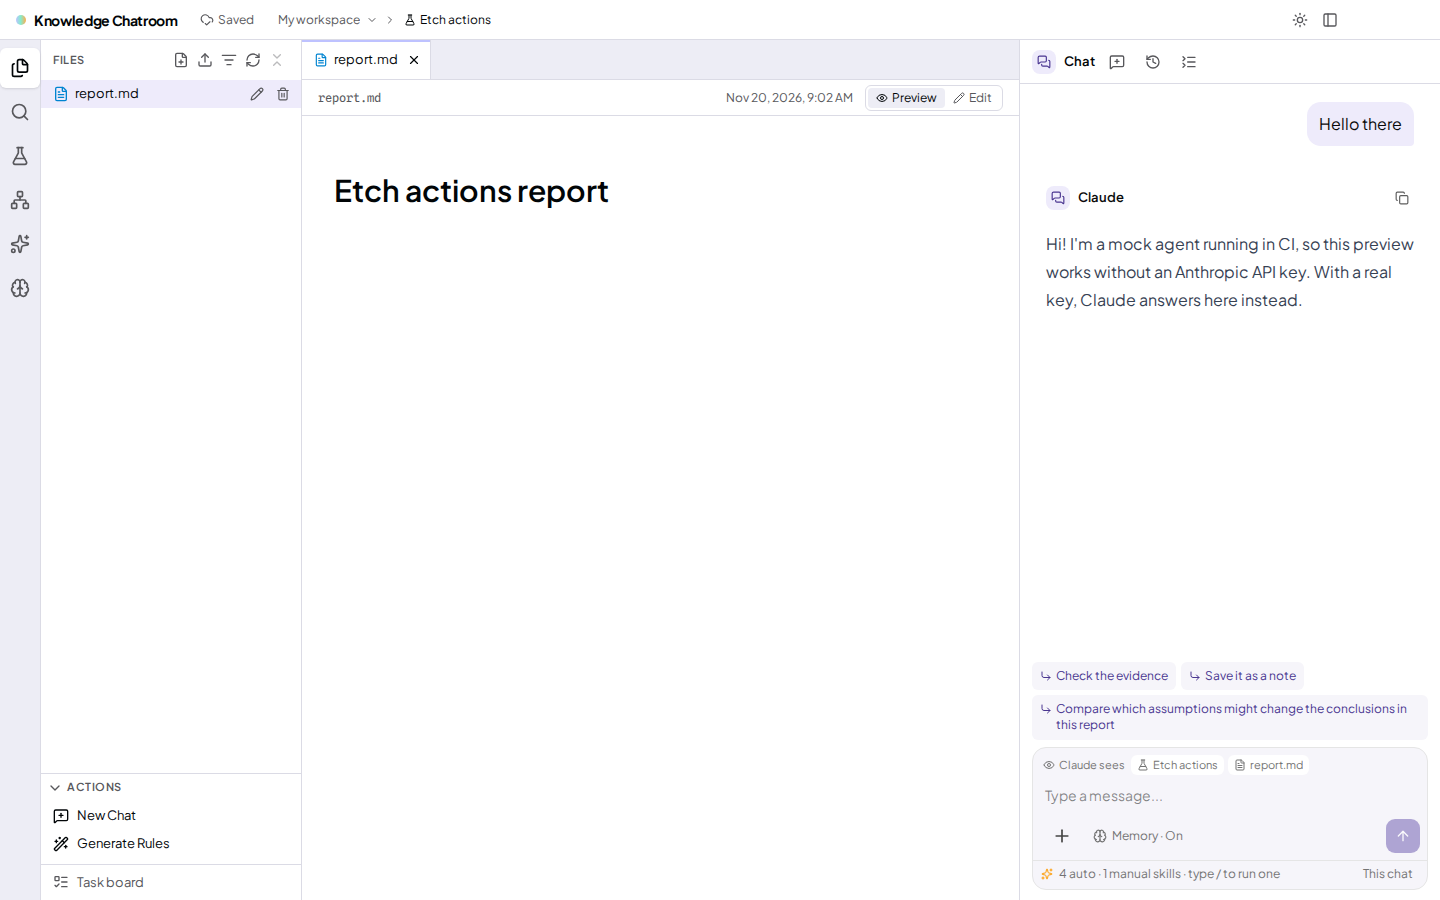 Knowledge Chatroom
Saved
My workspace
Etch actions
FILES
report.md
report.md
report.md
Nov 20, 2026, 9:02 AM
Preview
Edit
Etch actions report
Chat
Hello there
Claude
Hi! I'm a mock agent running in CI, so this preview
works without an Anthropic API key. With a real
key, Claude answers here instead.
Check the evidence
Save it as a note
Compare which assumptions might change the conclusions in
this report
Claude sees
Etch actions
report.md
Type a message...
Memory · On
4 auto · 1 manual skills · type / to run one
This chat
ACTIONS
New Chat
Generate Rules
Task board